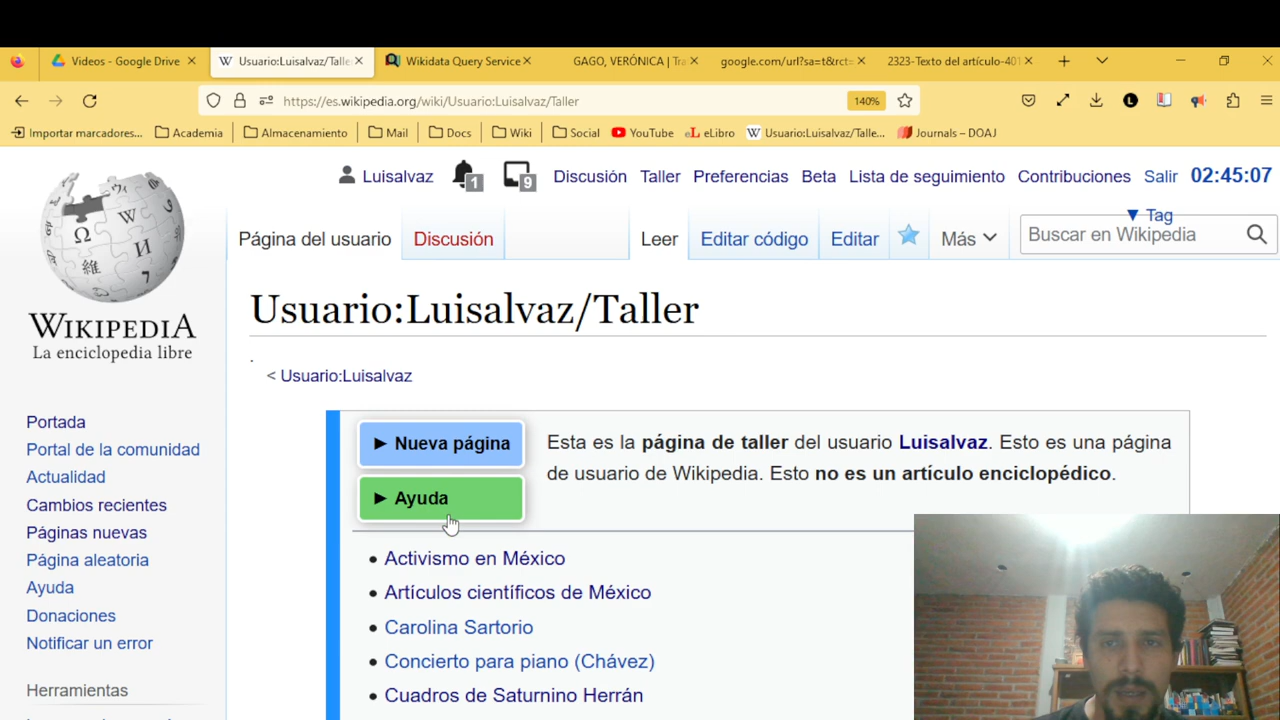 Videos - Google Drive
Usuario:Luisalvaz/Talle
Wikidata Query Service
GAGO, VERÓNICA | Tra
google.com/url?sa=t&rct=
2323-Texto del artículo-401
https://es.wikipedia.org/wiki/Usuario:Luisalvaz/Taller
140%
Importar marcadores...
Academia
Almacenamiento
Mail
Docs
Wiki
Social
YouTube
eLibro
Usuario:Luisalvaz/Talle...
Journals – DOAJ
Luisalvaz
1
9
Discusión
Taller
Preferencias
Beta
Lista de seguimiento
Contribuciones
Salir
02:45:07
▼ Tag
Página del usuario
Discusión
Leer
Editar código
Editar
Más
Buscar en Wikipedia
WIKIPEDIA
La enciclopedia libre
Usuario:Luisalvaz/Taller
.
< Usuario:Luisalvaz
Portada
Portal de la comunidad
Actualidad
Cambios recientes
Páginas nuevas
Página aleatoria
Ayuda
Donaciones
Notificar un error
Herramientas
► Nueva página
► Ayuda
Esta es la página de taller del usuario Luisalvaz. Esto es una página
de usuario de Wikipedia. Esto no es un artículo enciclopédico.
• Activismo en México
• Artículos científicos de México
• Carolina Sartorio
• Concierto para piano (Chávez)
• Cuadros de Saturnino Herrán